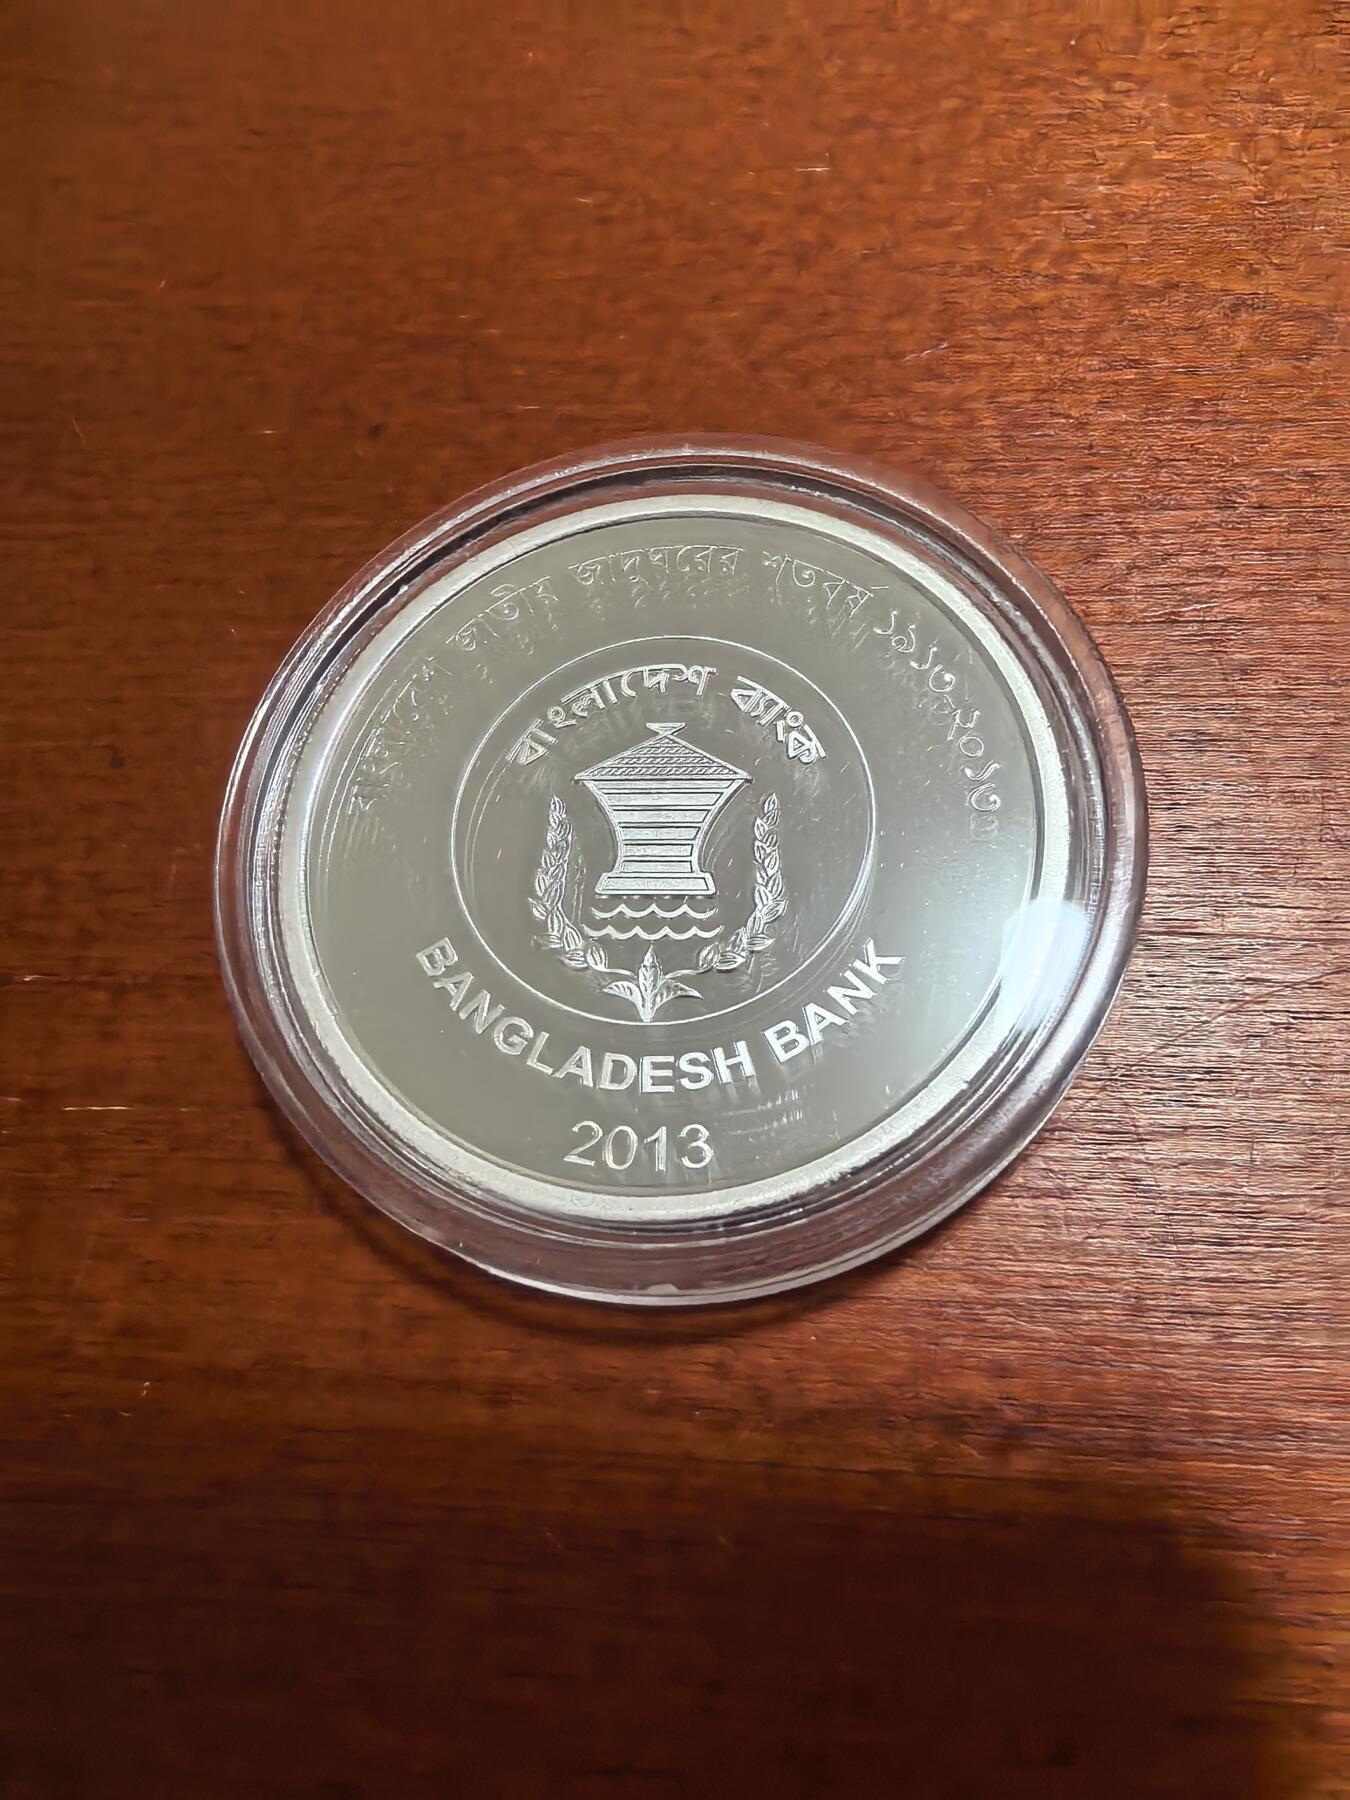 বাংলাদেশ জাতীয় জাদুঘরের শতবর্ষ ১৯১৩-২০১৩
বাংলাদেশ ব্যাংক
BANGLADESH BANK
2013